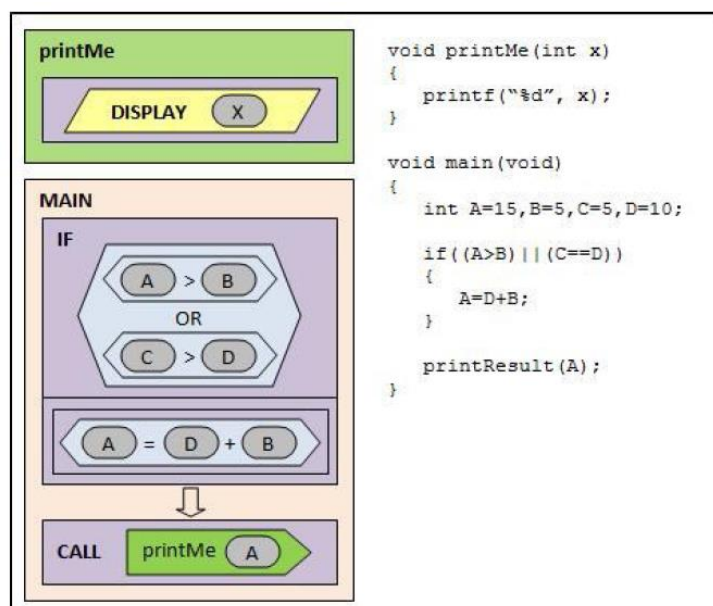 printMe
DISPLAY X
MAIN
IF
A > B
OR
C > D
A = D + B
CALL printMe A
void printMe(int x)
{
printf(“%d”, x);
}
void main(void)
{
int A=15,B=5,C=5,D=10;
if((A>B)||(C==D))
{
A=D+B;
}
printResult(A);
}